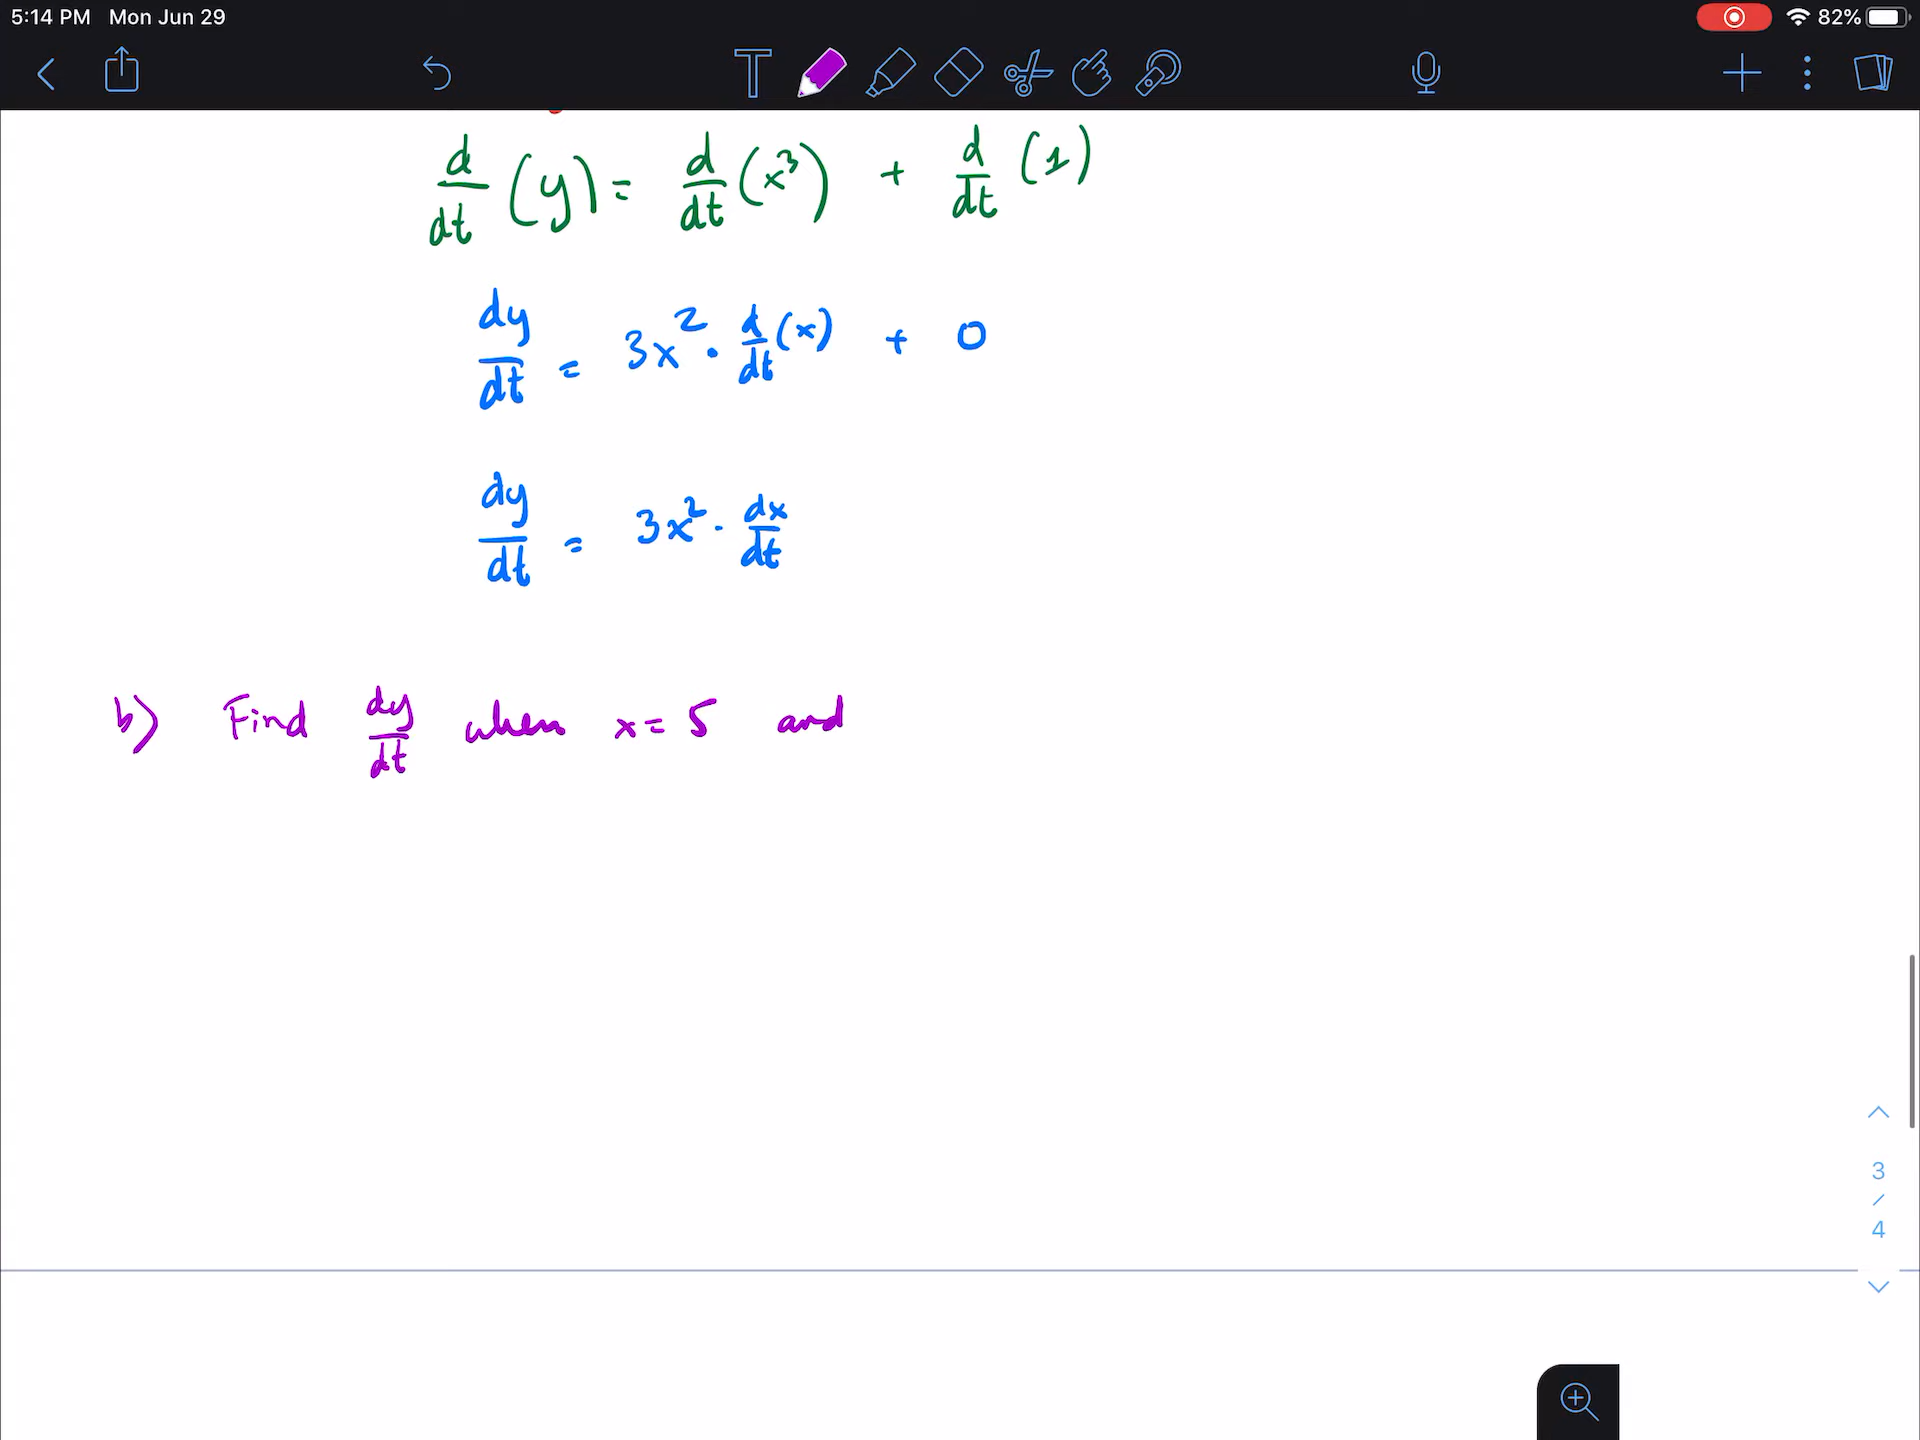 5:14 PM Mon Jun 29 82%
T
d/dt (y) = d/dt (x³) + d/dt (1)
dy/dt = 3x² · d/dt (x) + 0
dy/dt = 3x² · dx/dt
b) Find dy/dt when x = 5 and
3
/
4